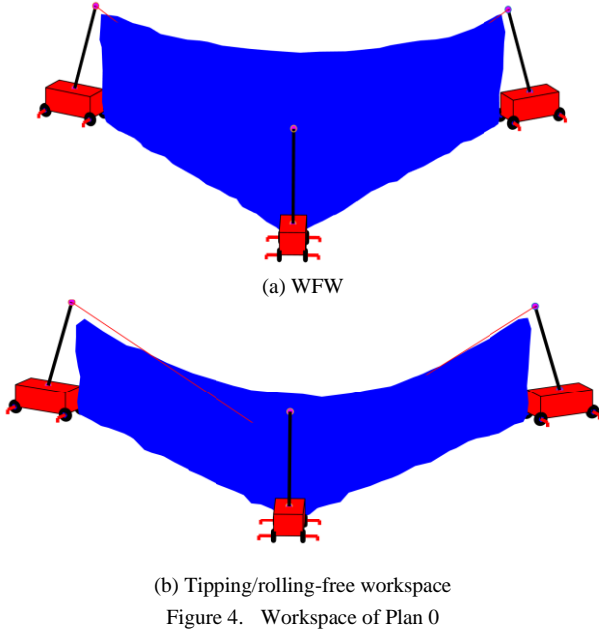 (a) WFW
(b) Tipping/rolling-free workspace
Figure 4. Workspace of Plan 0